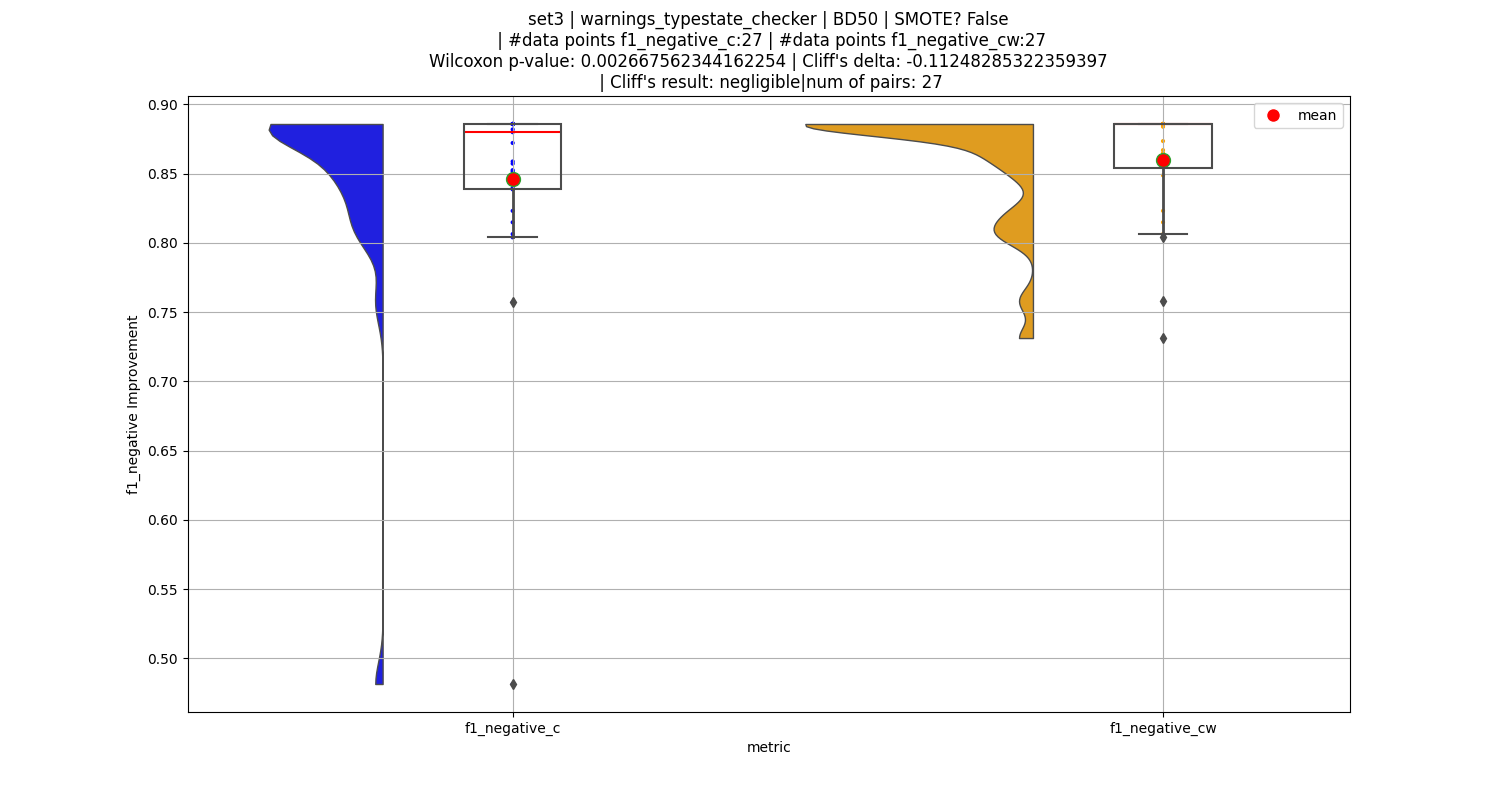 set3 | warnings_typestate_checker | BD50 | SMOTE? False
| #data points f1_negative_c:27 | #data points f1_negative_cw:27
Wilcoxon p-value: 0.002667562344162254 | Cliff's delta: -0.11248285322359397
| Cliff's result: negligible|num of pairs: 27
mean
0.90
0.85
0.80
0.75
0.70
0.65
0.60
0.55
0.50
f1_negative Improvement
f1_negative_c
f1_negative_cw
metric